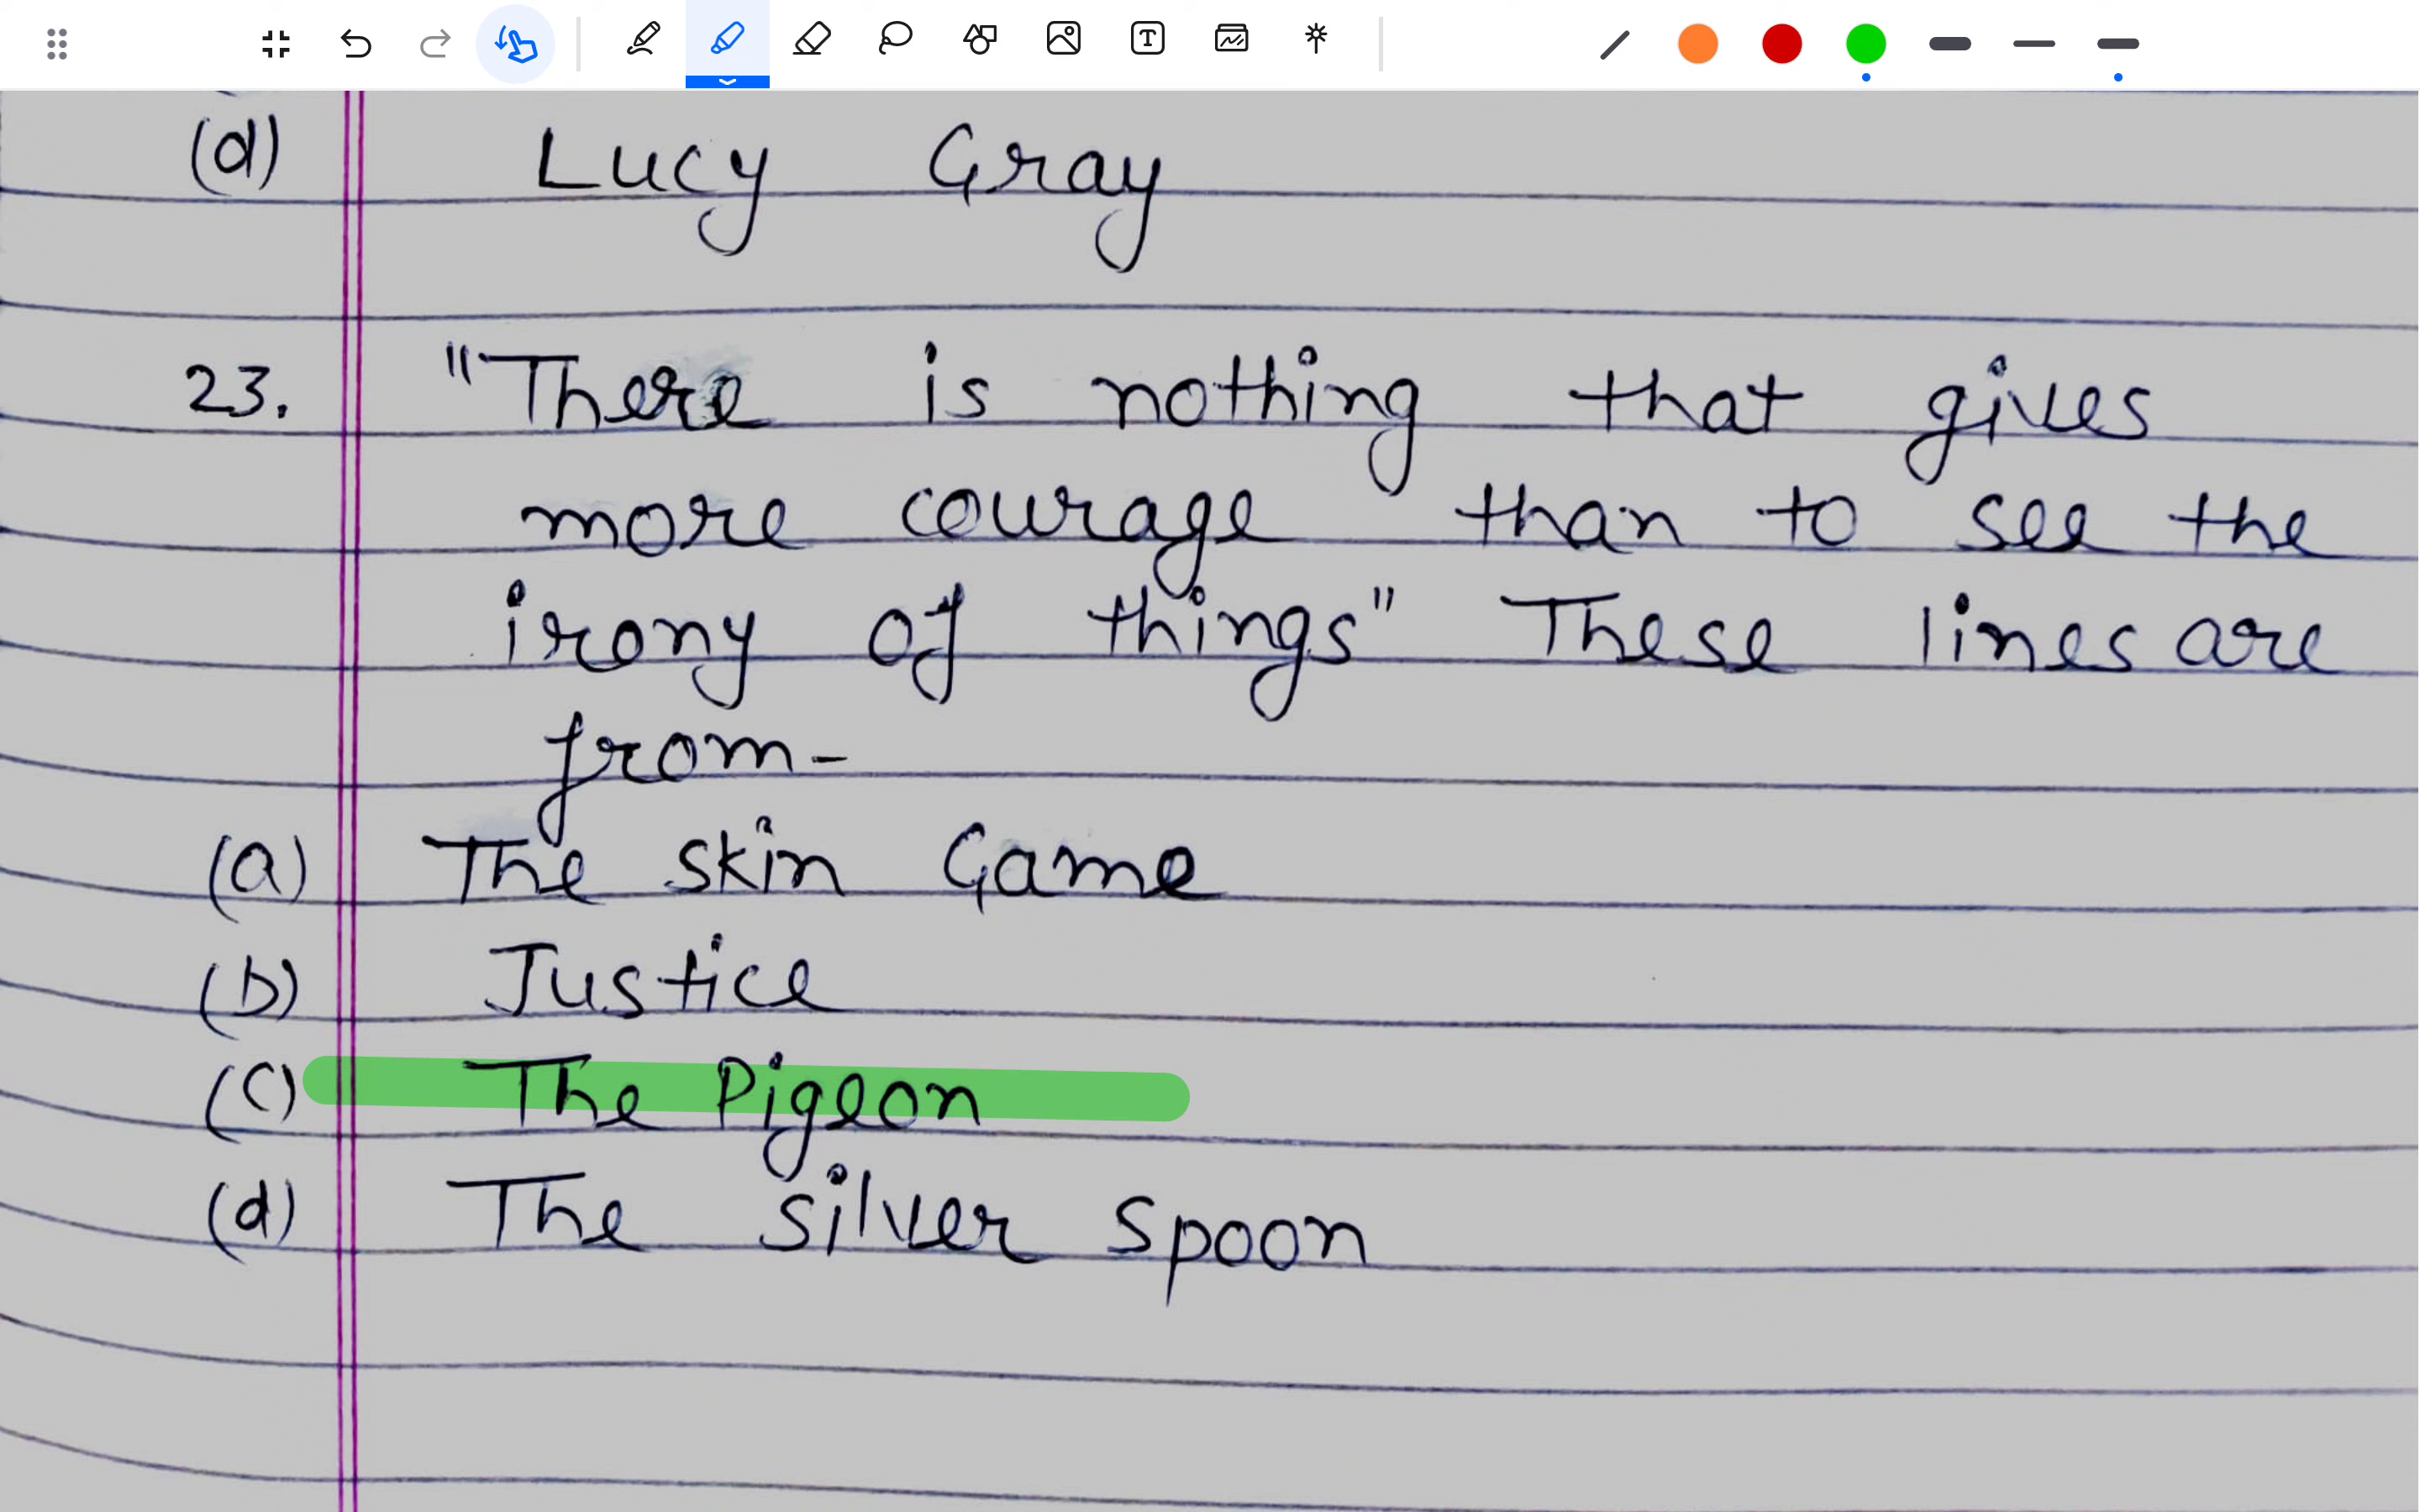 (d) Lucy Gray
23. "There is nothing that gives
more courage than to see the
irony of things" These lines are
from-
(a) The skin Game
(b) Justice
(c) The Pigeon
(d) The silver spoon